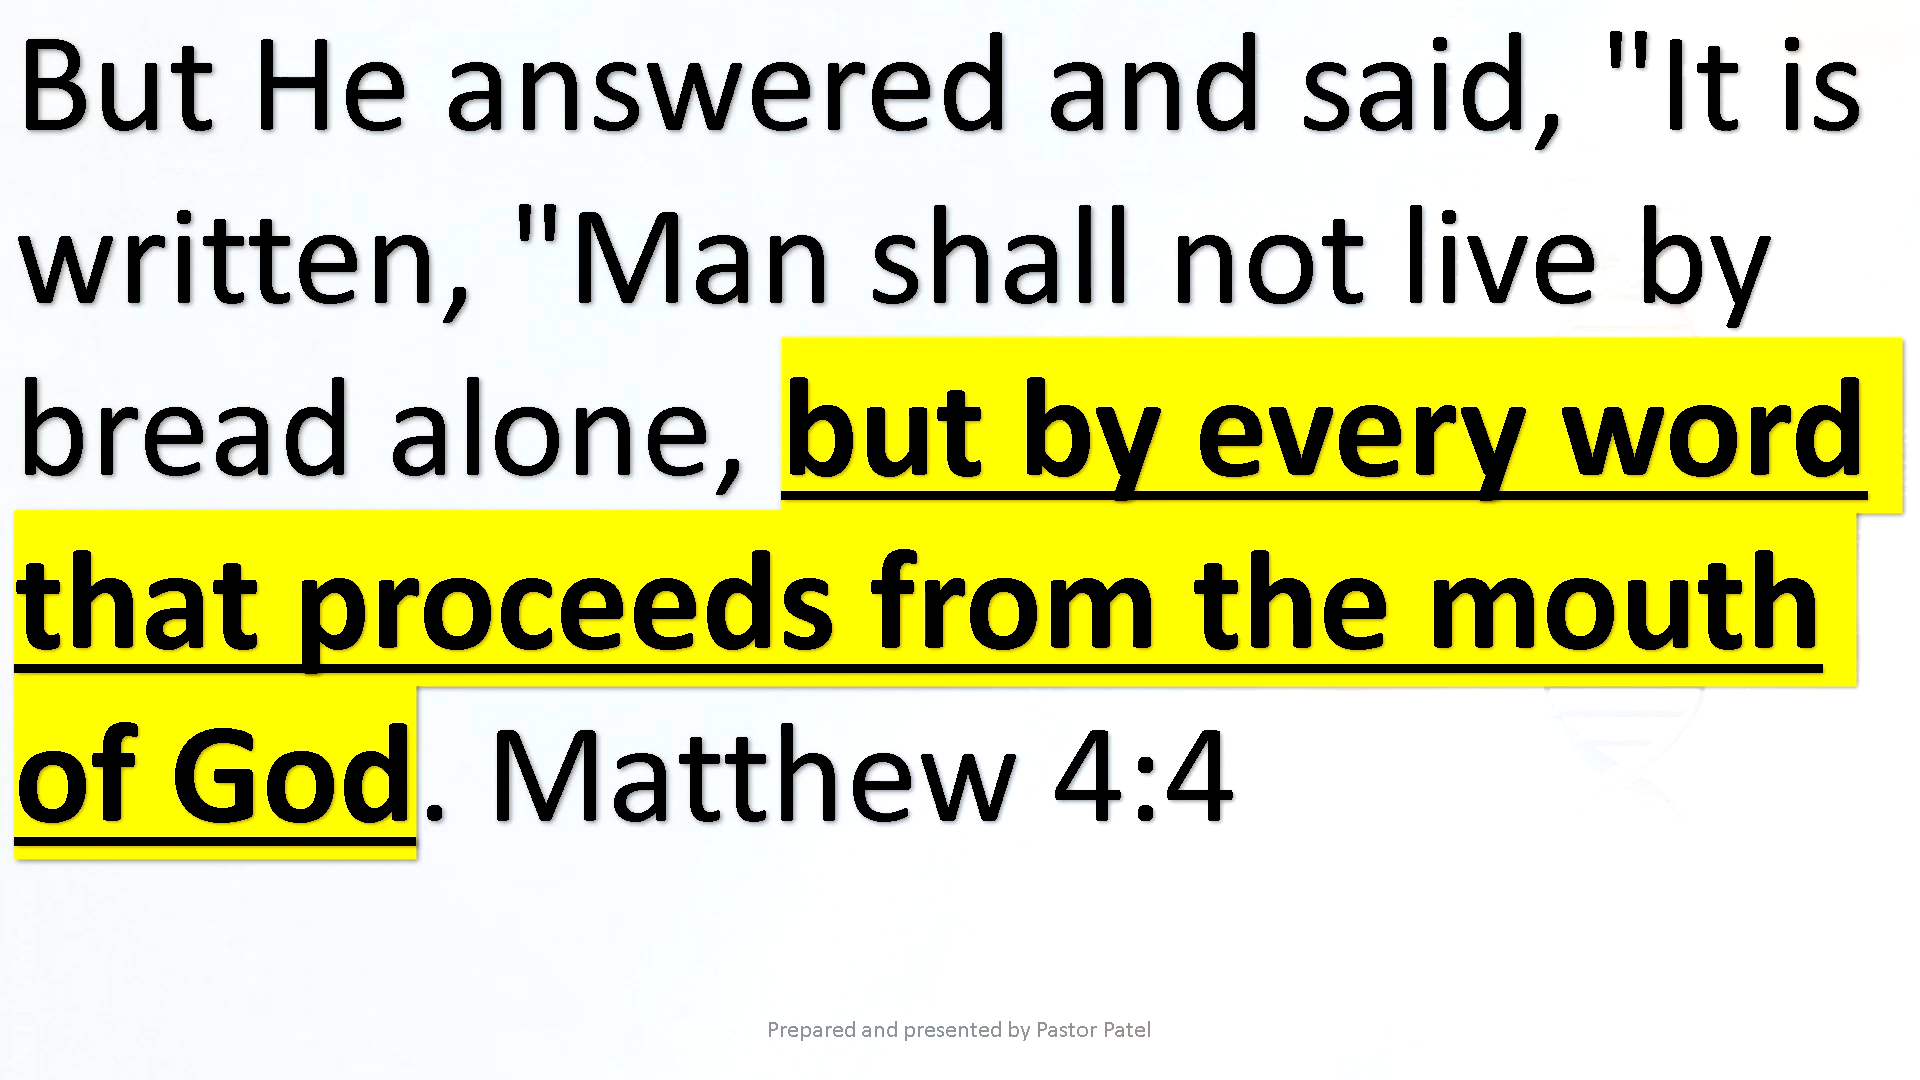 But He answered and said, "It is
written, "Man shall not live by
bread alone, but by every word
that proceeds from the mouth
of God. Matthew 4:4
Prepared and presented by Pastor Patel